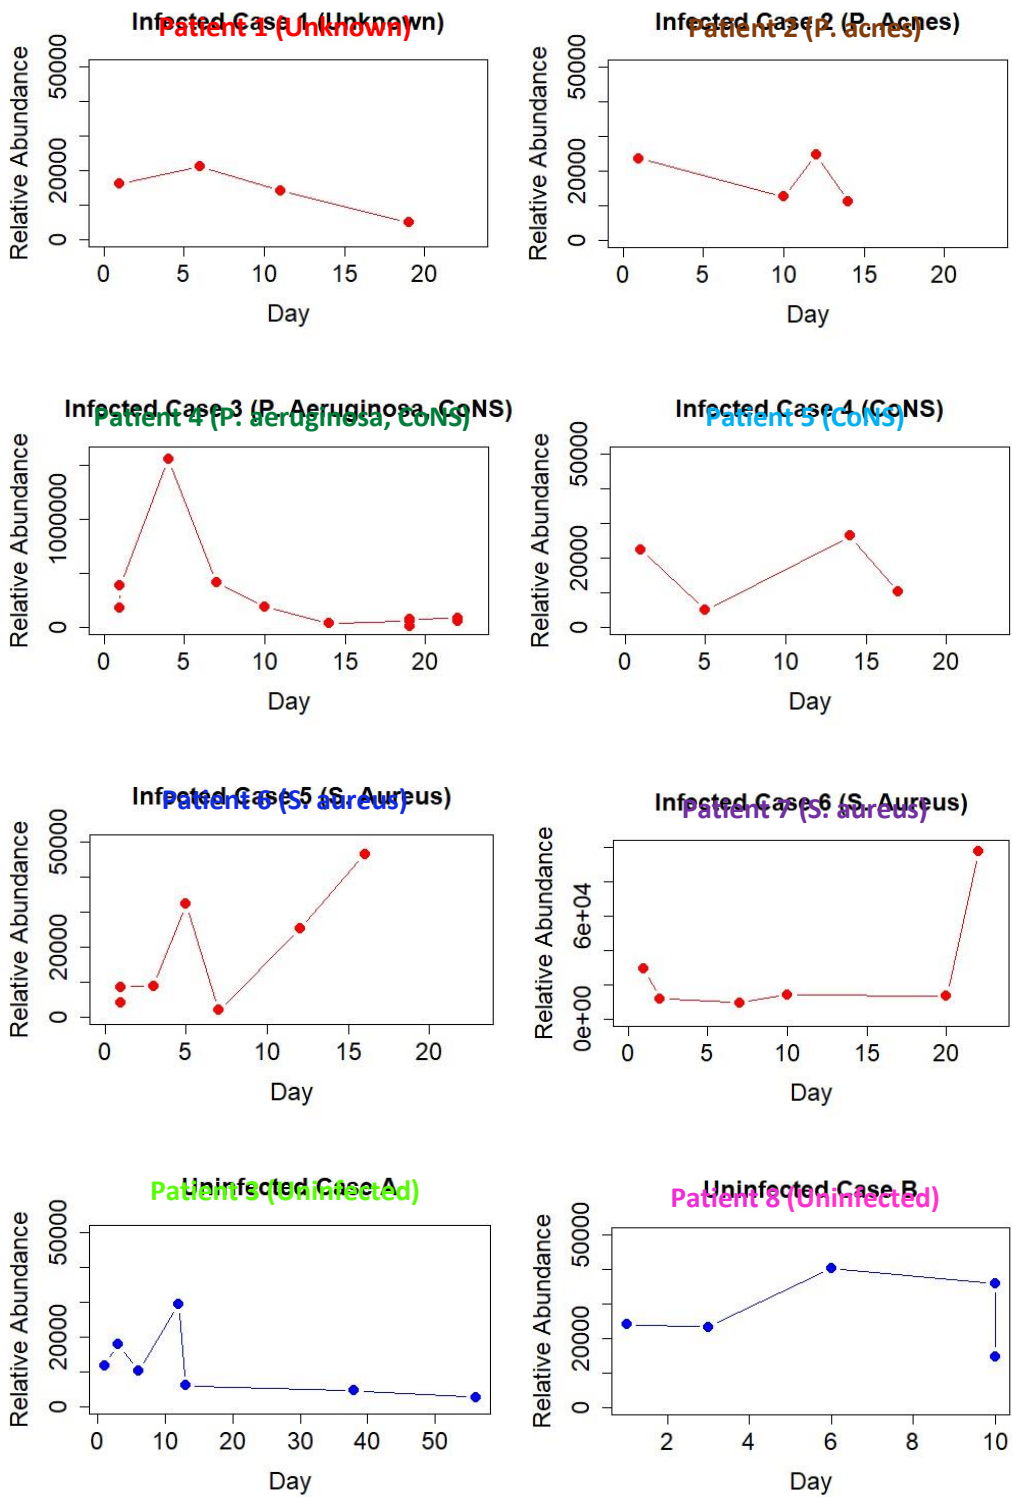 Infected Case 1 (Unknown)
Patient 1 (Unknown)
Relative Abundance
50000
20000
0
0 5 10 15 20
Day
Infected Case 2 (P. Acnes)
Patient 2 (P. acnes)
Relative Abundance
50000
20000
0
0 5 10 15 20
Day
Infected Case 3 (P. Aeruginosa, CoNS)
Patient 4 (P. aeruginosa, CoNS)
Relative Abundance
1000000
0
0 5 10 15 20
Day
Infected Case 4 (CoNS)
Patient 5 (CoNS)
Relative Abundance
50000
20000
0
0 5 10 15 20
Day
Infected Case 5 (S. Aureus)
Patient 6 (S. aureus)
Relative Abundance
50000
20000
0
0 5 10 15 20
Day
Infected Case 6 (S. Aureus)
Patient 7 (S. aureus)
Relative Abundance
6e+04
0e+00
0 5 10 15 20
Day
Uninfected Case A
Patient 3 (Uninfected)
Relative Abundance
50000
20000
0
0 10 20 30 40 50
Day
Uninfected Case B
Patient 8 (Uninfected)
Relative Abundance
50000
20000
0
2 4 6 8 10
Day